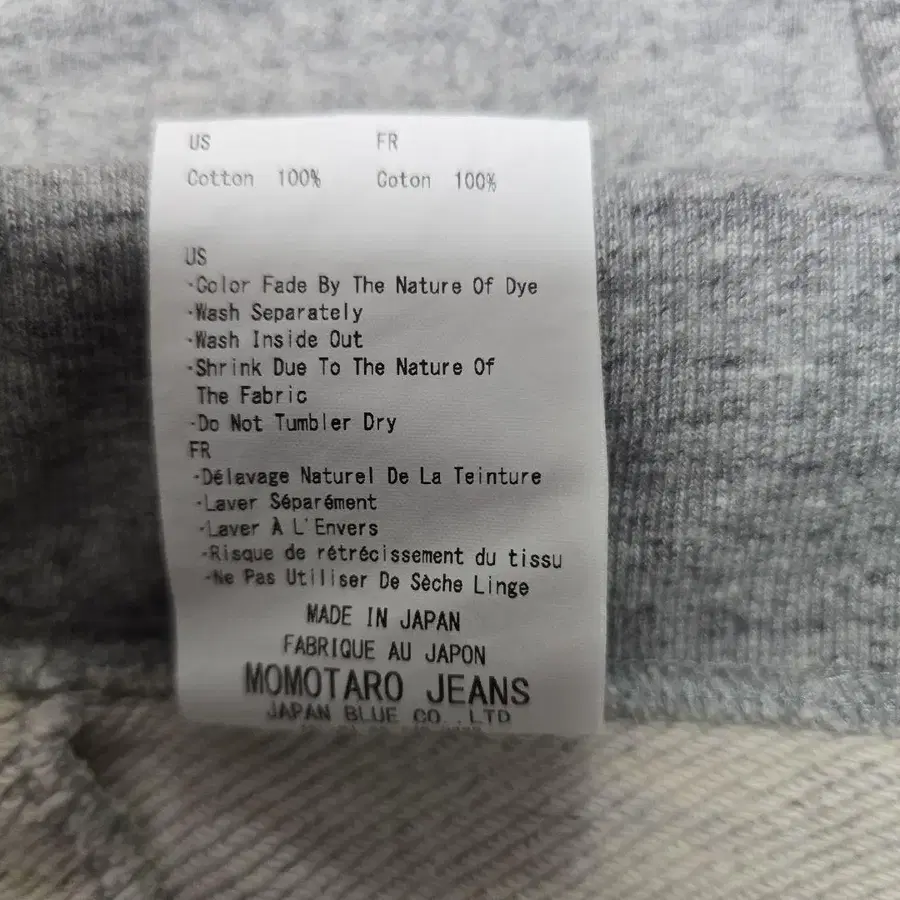 US FR
Cotton 100% Coton 100%
US
·Color Fade By The Nature Of Dye
·Wash Separately
·Wash Inside Out
·Shrink Due To The Nature Of
The Fabric
·Do Not Tumbler Dry
FR
·Délavage Naturel De La Teinture
·Laver Séparément
·Laver À L'Envers
·Risque de rétrécissement du tissu
·Ne Pas Utiliser De Sèche Linge
MADE IN JAPAN
FABRIQUE AU JAPON
MOMOTARO JEANS
JAPAN BLUE CO.,LTD